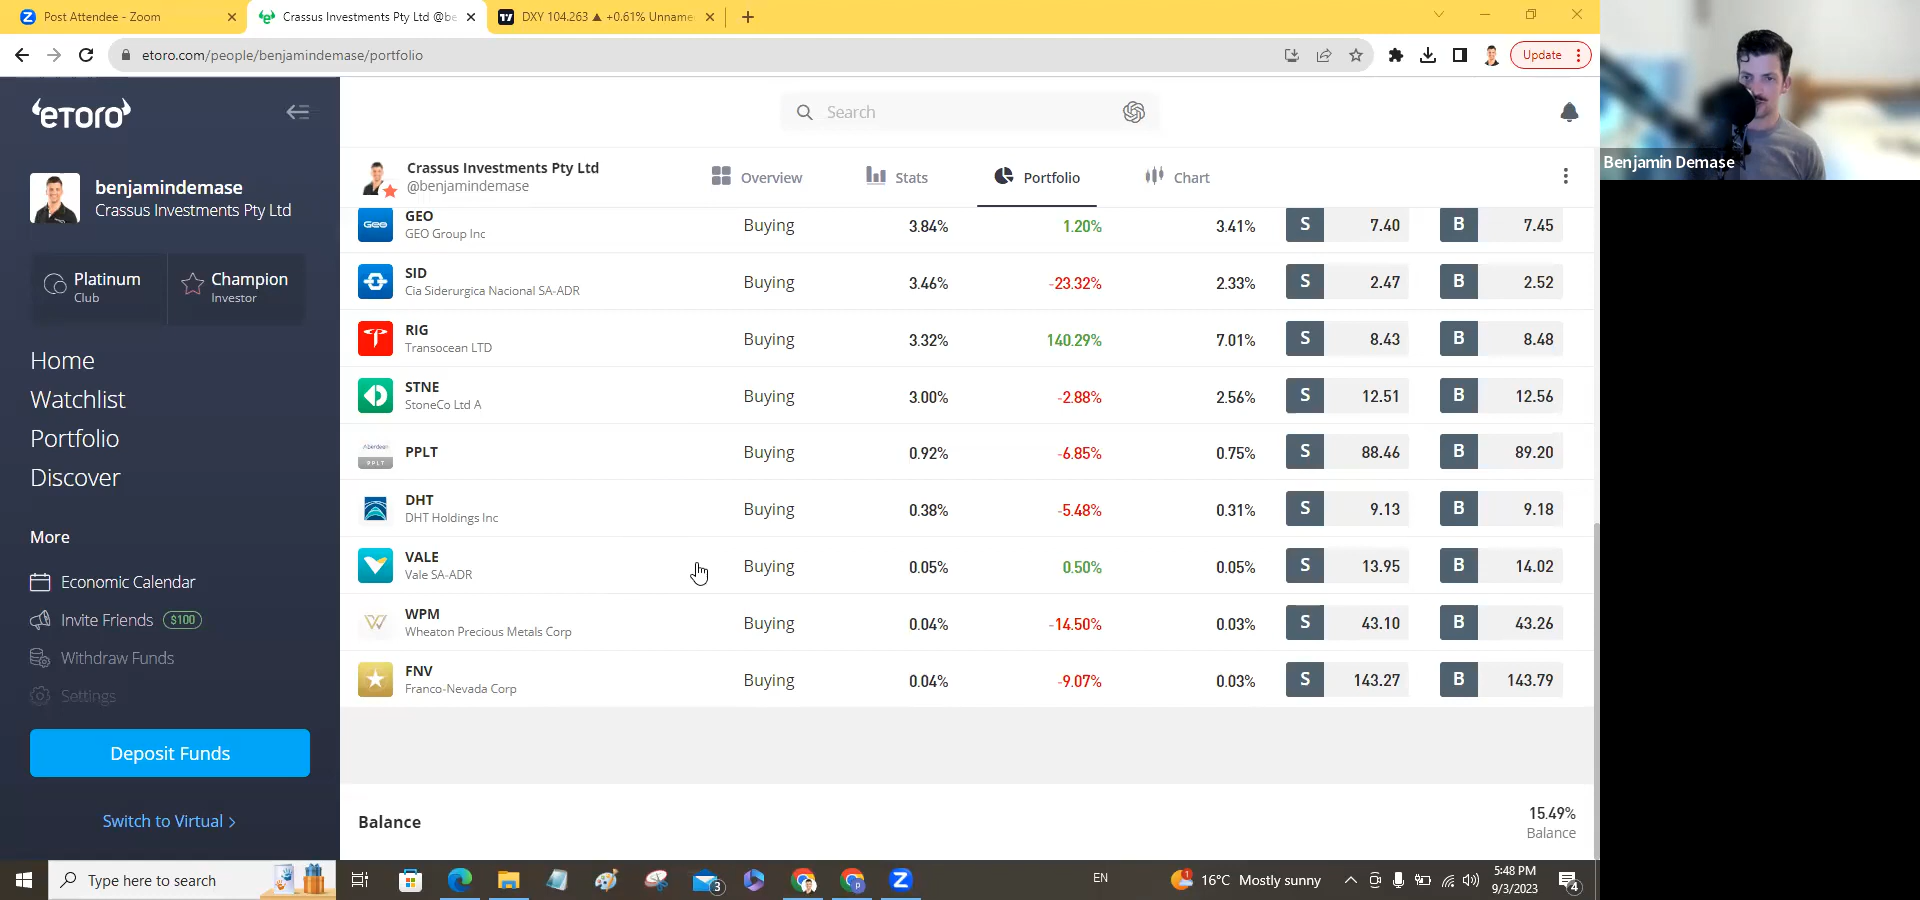 Post Attendee - Zoom
Crassus Investments Pty Ltd @be
DXY 104.263 ▲ +0.61% Unname
etoro.com/people/benjamindemase/portfolio
Update
eToro
Search
benjamindemase
Crassus Investments Pty Ltd
Platinum
Club
Champion
Investor
Home
Watchlist
Portfolio
Discover
More
Economic Calendar
Invite Friends $100
Withdraw Funds
Settings
Deposit Funds
Switch to Virtual >
Crassus Investments Pty Ltd
@benjamindemase
Overview
Stats
Portfolio
Chart
GEO
GEO Group Inc
Buying 3.84% 1.20% 3.41% S 7.40 B 7.45
SID
Cia Siderurgica Nacional SA-ADR
Buying 3.46% -23.32% 2.33% S 2.47 B 2.52
RIG
Transocean LTD
Buying 3.32% 140.29% 7.01% S 8.43 B 8.48
STNE
StoneCo Ltd A
Buying 3.00% -2.88% 2.56% S 12.51 B 12.56
Aberdeen
PPLT
PPLT
Buying 0.92% -6.85% 0.75% S 88.46 B 89.20
DHT
DHT Holdings Inc
Buying 0.38% -5.48% 0.31% S 9.13 B 9.18
VALE
Vale SA-ADR
Buying 0.05% 0.50% 0.05% S 13.95 B 14.02
WPM
Wheaton Precious Metals Corp
Buying 0.04% -14.50% 0.03% S 43.10 B 43.26
FNV
Franco-Nevada Corp
Buying 0.04% -9.07% 0.03% S 143.27 B 143.79
Balance
15.49%
Balance
Benjamin Demase
Type here to search
3
EN
1
16°C Mostly sunny
5:48 PM
9/3/2023
4